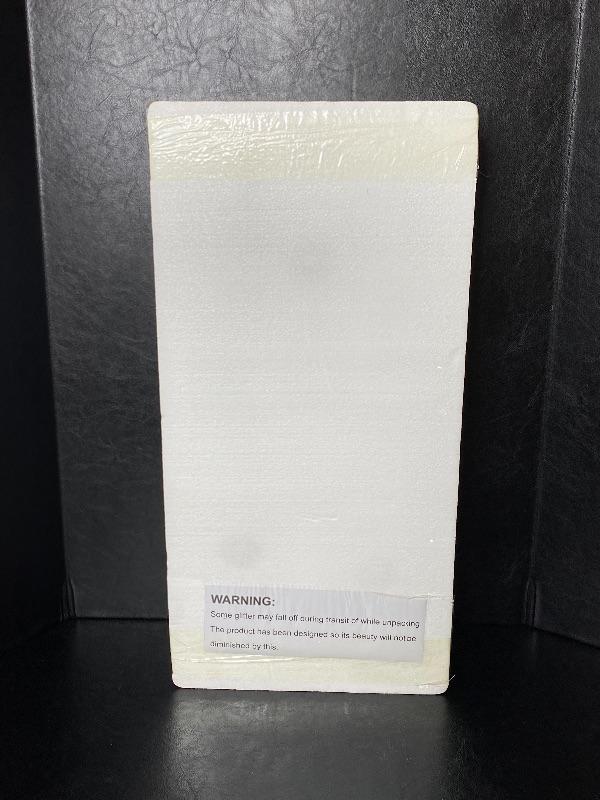 WARNING:
Some glitter may fall off during transit of while unpacking
The product has been designed so its beauty will not be
diminished by this.